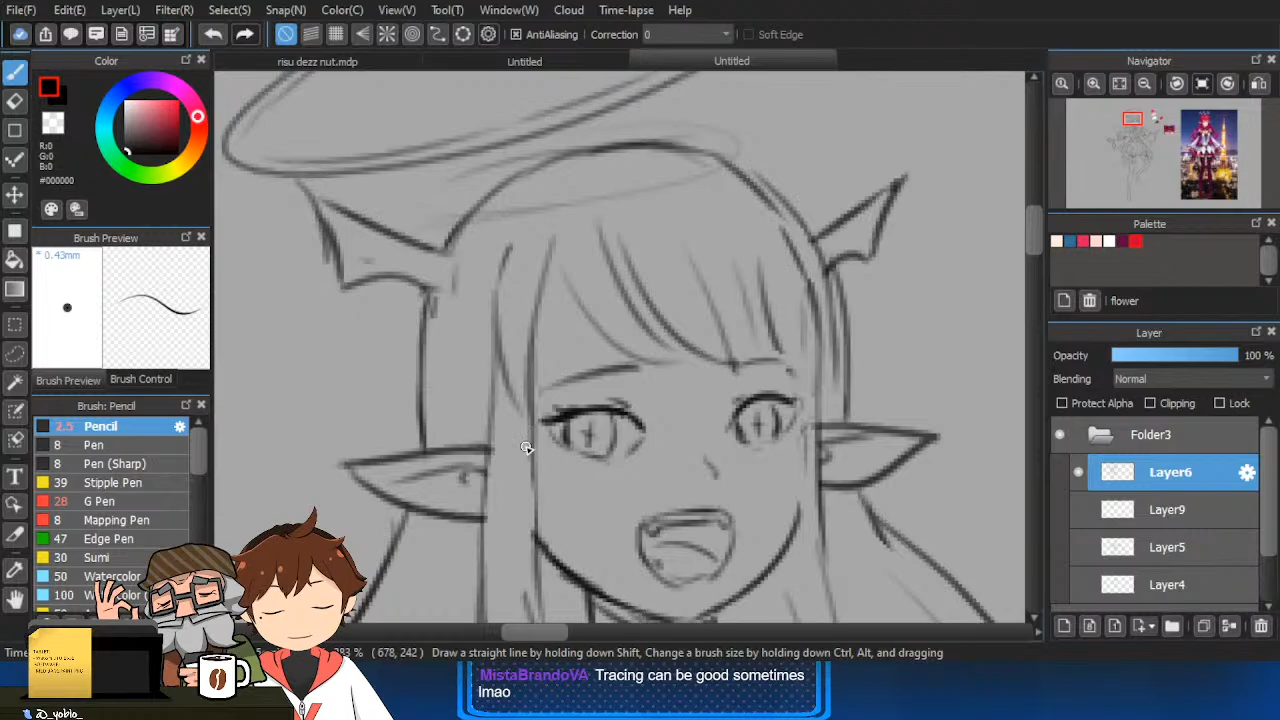 File(F) Edit(E) Layer(L) Filter(R) Select(S) Snap(N) Color(C) View(V) Tool(T) Window(W) Cloud Time-lapse Help
AntiAliasing Correction 0 Soft Edge
Color
risu dezz nut.mdp Untitled Untitled
Navigator
R:0
G:0
B:0
#000000
Brush Preview
* 0.43mm
Palette
flower
Layer
Opacity 100 %
Blending Normal
Protect Alpha Clipping Lock
Brush Preview Brush Control
Brush: Pencil
2.5 Pencil
8 Pen
8 Pen (Sharp)
39 Stipple Pen
28 G Pen
8 Mapping Pen
47 Edge Pen
30 Sumi
50 Watercolor
100
Folder3
Layer6
Layer9
Layer5
Layer4
% (678, 242) Draw a straight line by holding down Shift, Change a brush size by holding down Ctrl, Alt, and dragging
MistaBrandoVA Tracing can be good sometimes
lmao